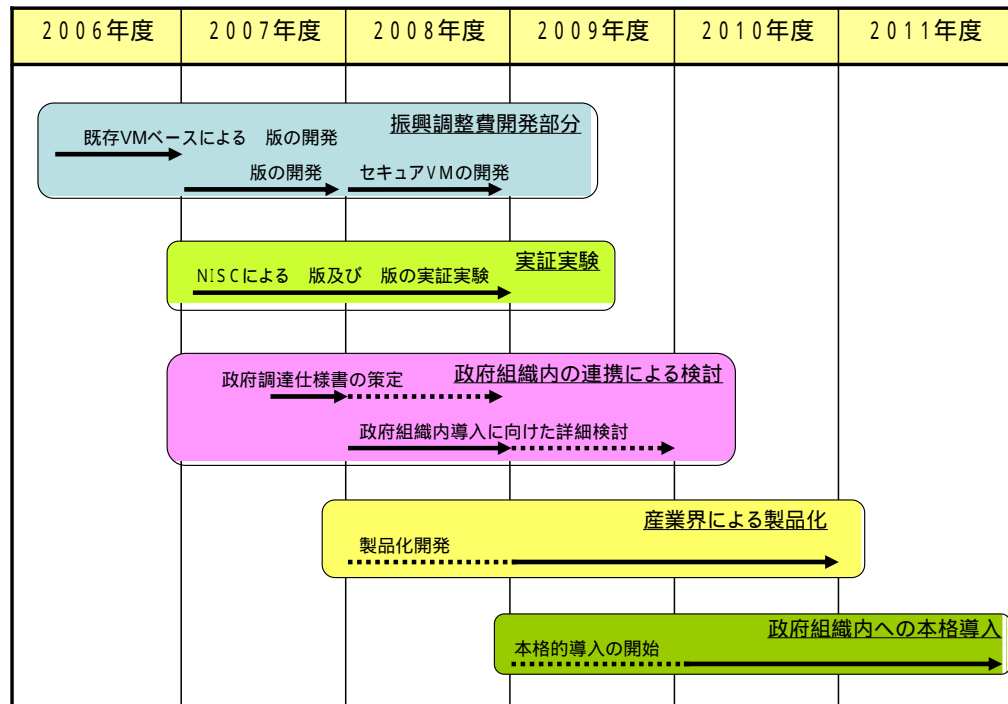 2006年度 2007年度 2008年度 2009年度 2010年度 2011年度
振興調整費開発部分
既存VMベースによる 版の開発
版の開発 セキュアVMの開発
実証実験
NISCによる 版及び 版の実証実験
政府組織内の連携による検討
政府調達仕様書の策定
政府組織内導入に向けた詳細検討
産業界による製品化
製品化開発
政府組織内への本格導入
本格的導入の開始